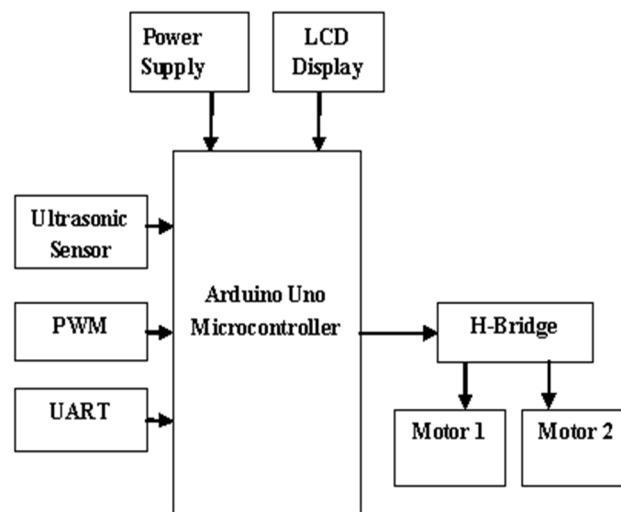 Power
Supply
LCD
Display
Ultrasonic
Sensor
Arduino Uno
Microcontroller
PWM
H-Bridge
UART
Motor 1
Motor 2